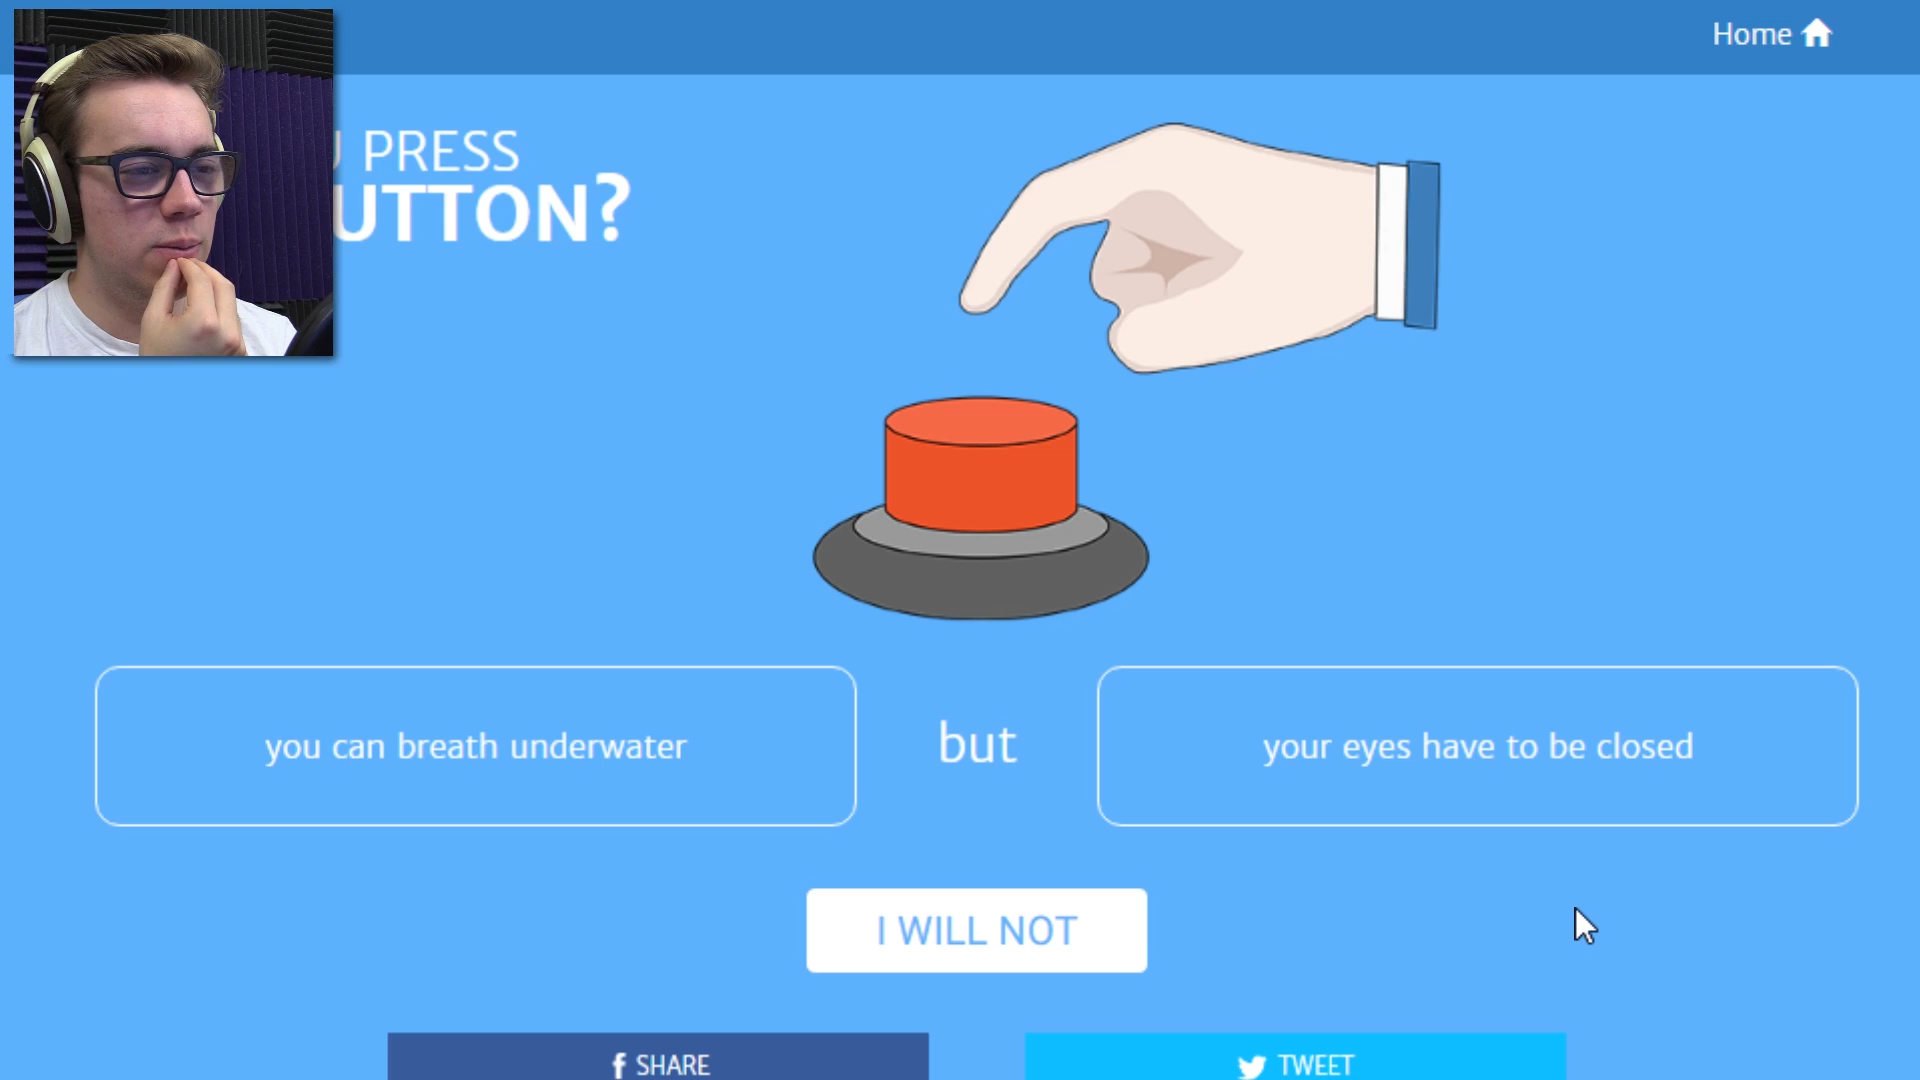 Home
PRESS
UTTON?
you can breath underwater
but
your eyes have to be closed
I WILL NOT
f SHARE
TWEET